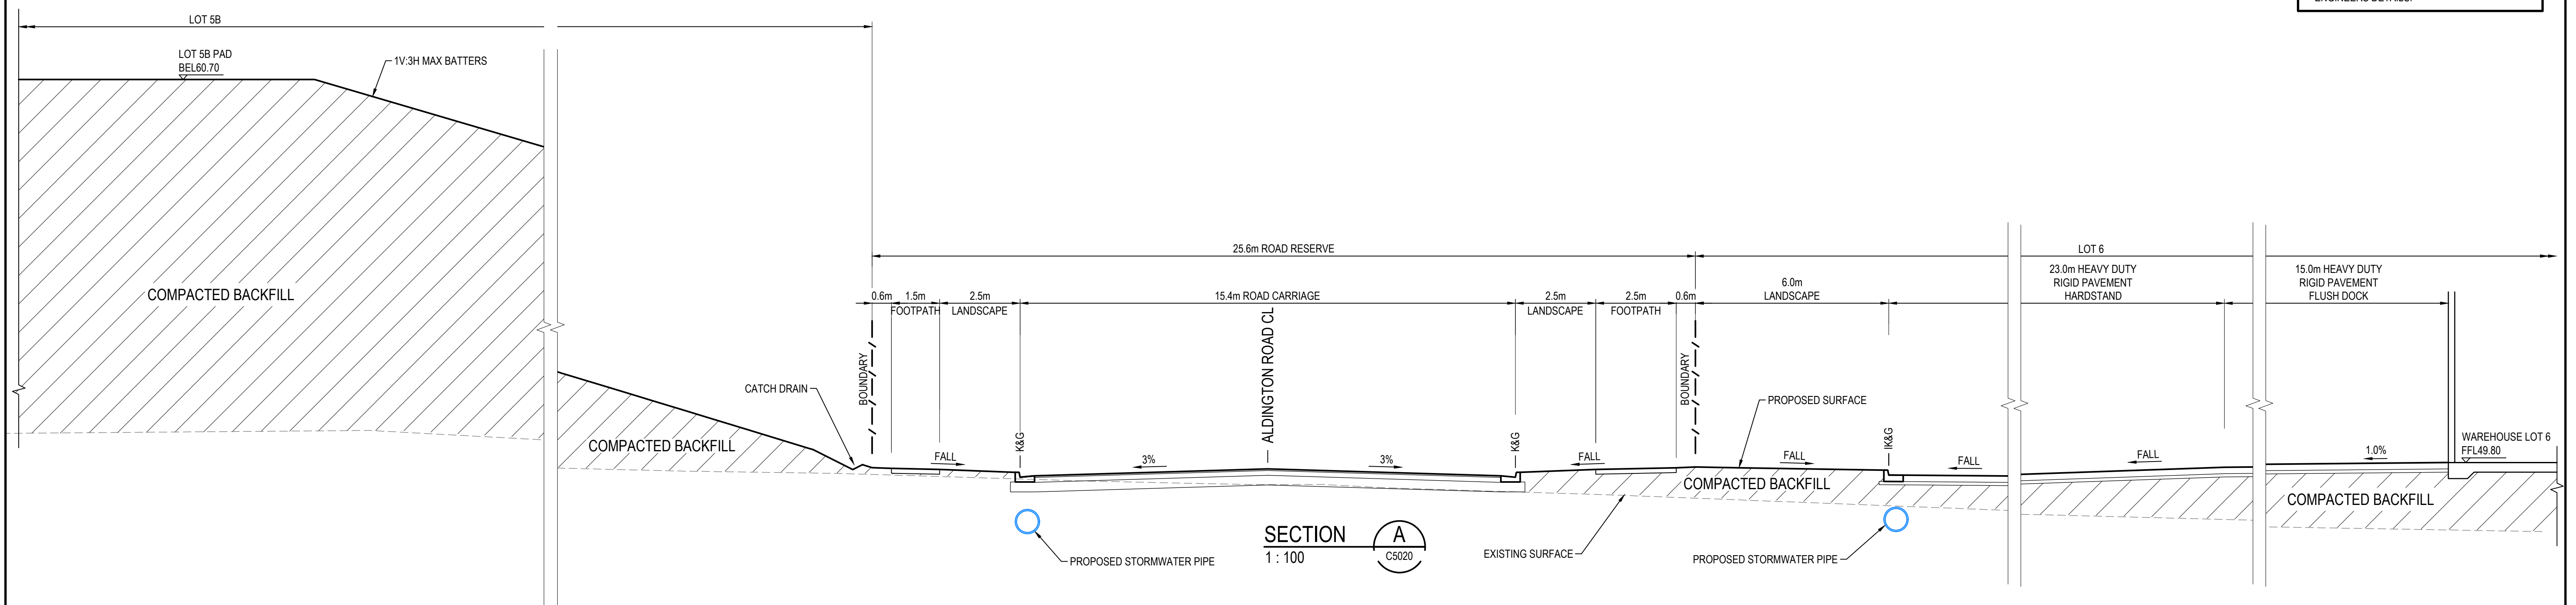 ENGINEERS DETAILS.
LOT 5B
LOT 5B PAD
BEL60.70
1V:3H MAX BATTERS
COMPACTED BACKFILL
COMPACTED BACKFILL
CATCH DRAIN
BOUNDARY
25.6m ROAD RESERVE
0.6m
1.5m
FOOTPATH
2.5m
LANDSCAPE
15.4m ROAD CARRIAGE
2.5m
LANDSCAPE
2.5m
FOOTPATH
0.6m
FALL
K&G
3%
ALDINGTON ROAD CL
3%
K&G
FALL
BOUNDARY
LOT 6
6.0m
LANDSCAPE
23.0m HEAVY DUTY
RIGID PAVEMENT
HARDSTAND
15.0m HEAVY DUTY
RIGID PAVEMENT
FLUSH DOCK
PROPOSED SURFACE
FALL
IK&G
FALL
FALL
1.0%
WAREHOUSE LOT 6
FFL49.80
COMPACTED BACKFILL
COMPACTED BACKFILL
PROPOSED STORMWATER PIPE
SECTION
1 : 100
A
C5020
EXISTING SURFACE
PROPOSED STORMWATER PIPE